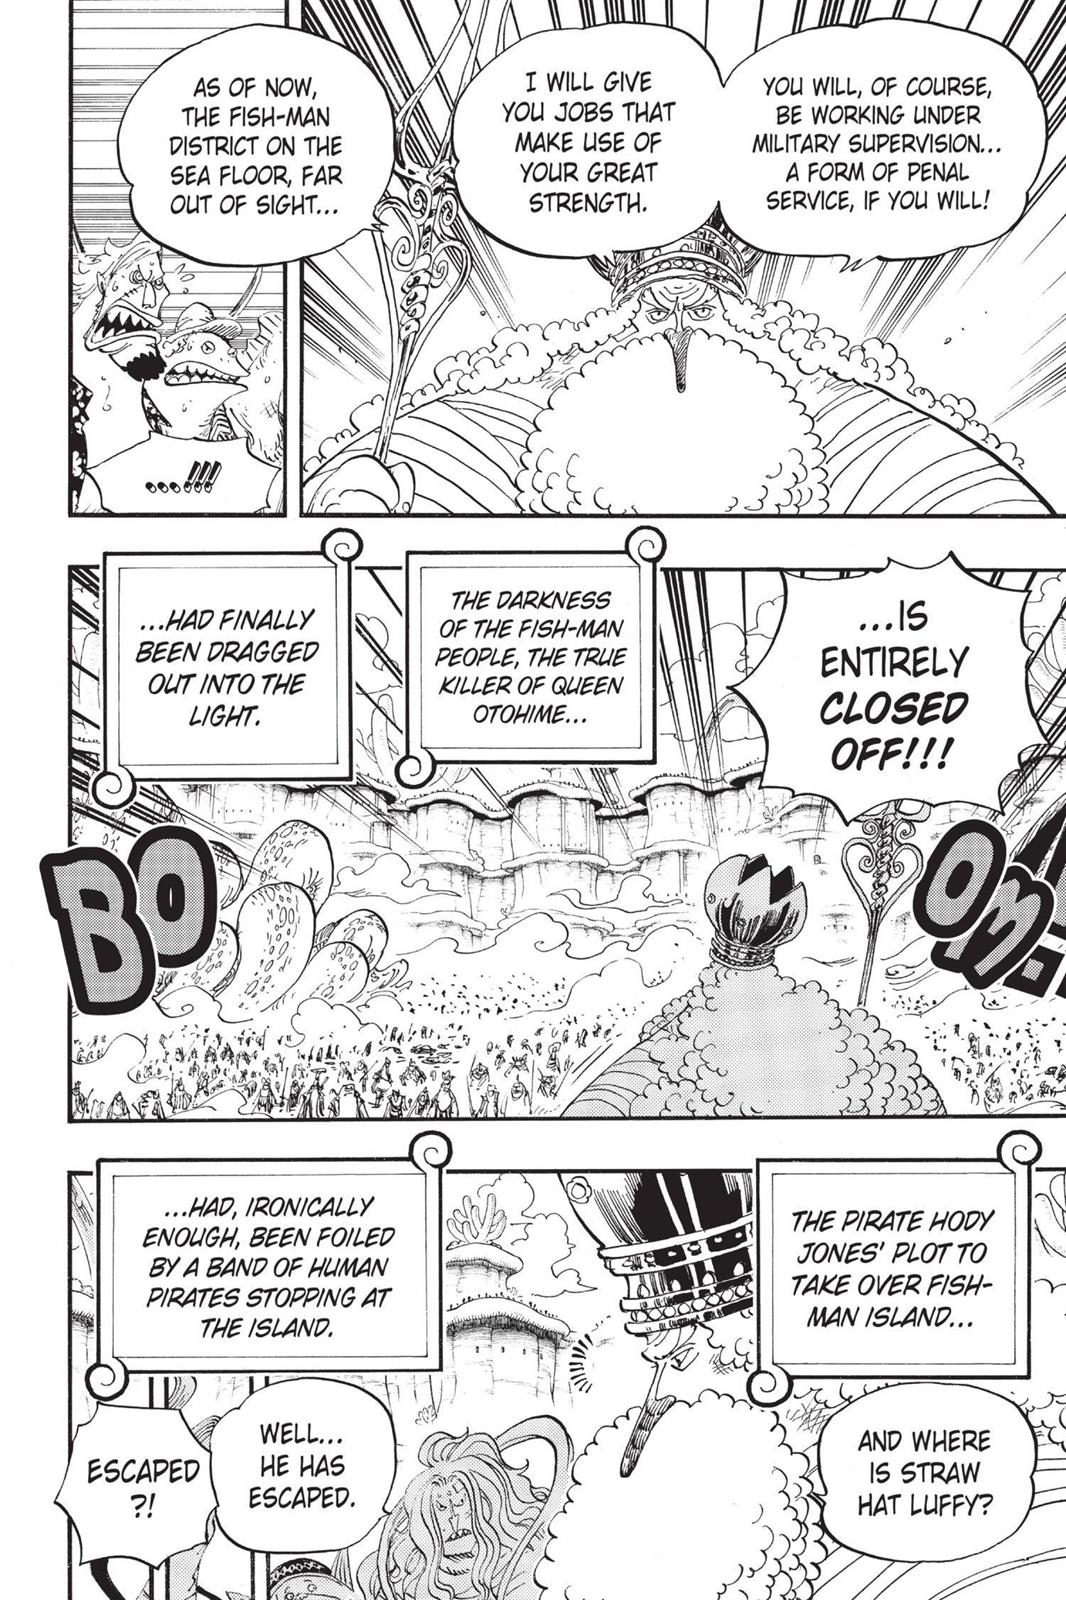 YOU WILL, OF COURSE,
BE WORKING UNDER
MILITARY SUPERVISION...
A FORM OF PENAL
SERVICE, IF YOU WILL!
I WILL GIVE
YOU JOBS THAT
MAKE USE OF
YOUR GREAT
STRENGTH.
AS OF NOW,
THE FISH-MAN
DISTRICT ON THE
SEA FLOOR, FAR
OUT OF SIGHT...
...!!!
...IS
ENTIRELY
CLOSED
OFF!!!
THE DARKNESS
OF THE FISH-MAN
PEOPLE, THE TRUE
KILLER OF QUEEN
OTOHIME...
...HAD FINALLY
BEEN DRAGGED
OUT INTO THE
LIGHT.
BOOM
THE PIRATE HODY
JONES' PLOT TO
TAKE OVER FISH-
MAN ISLAND...
...HAD, IRONICALLY
ENOUGH, BEEN FOILED
BY A BAND OF HUMAN
PIRATES STOPPING AT
THE ISLAND.
AND WHERE
IS STRAW
HAT LUFFY?
WELL...
HE HAS
ESCAPED.
ESCAPED
?!